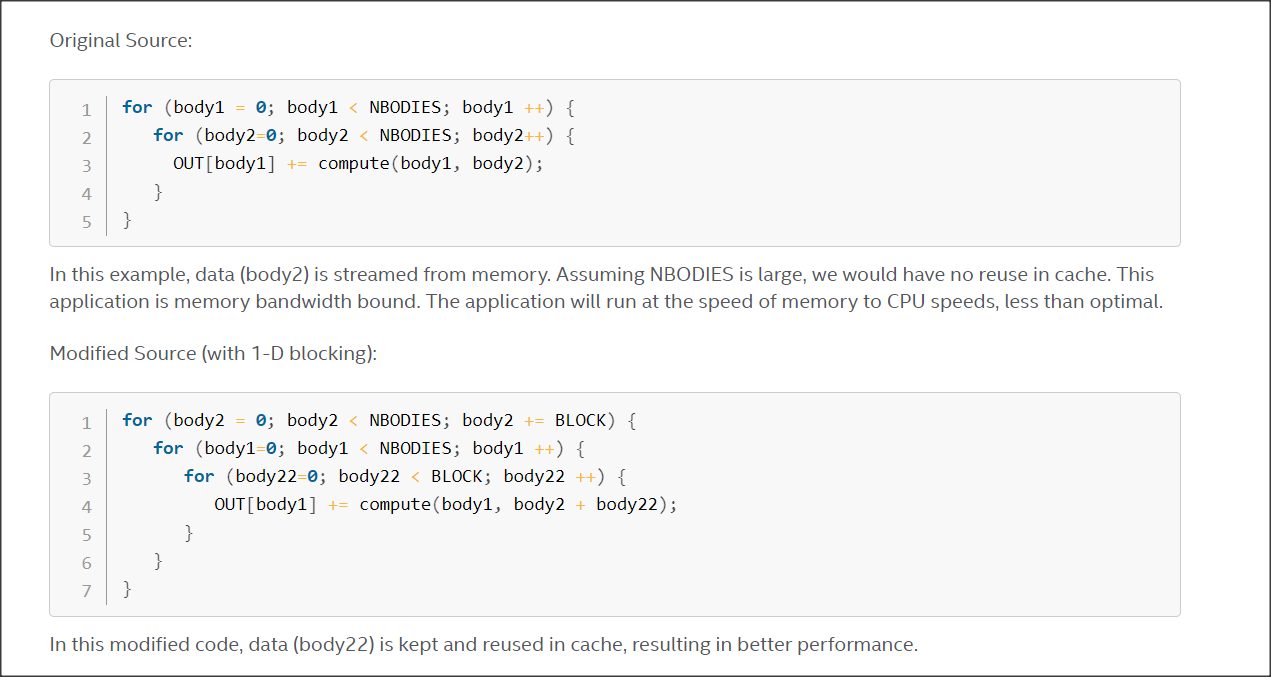 Original Source:
1 for (body1 = 0; body1 < NBODIES; body1 ++) {
2 for (body2=0; body2 < NBODIES; body2++) {
3 OUT[body1] += compute(body1, body2);
4 }
5 }
In this example, data (body2) is streamed from memory. Assuming NBODIES is large, we would have no reuse in cache. This
application is memory bandwidth bound. The application will run at the speed of memory to CPU speeds, less than optimal.
Modified Source (with 1-D blocking):
1 for (body2 = 0; body2 < NBODIES; body2 += BLOCK) {
2 for (body1=0; body1 < NBODIES; body1 ++) {
3 for (body22=0; body22 < BLOCK; body22 ++) {
4 OUT[body1] += compute(body1, body2 + body22);
5 }
6 }
7 }
In this modified code, data (body22) is kept and reused in cache, resulting in better performance.